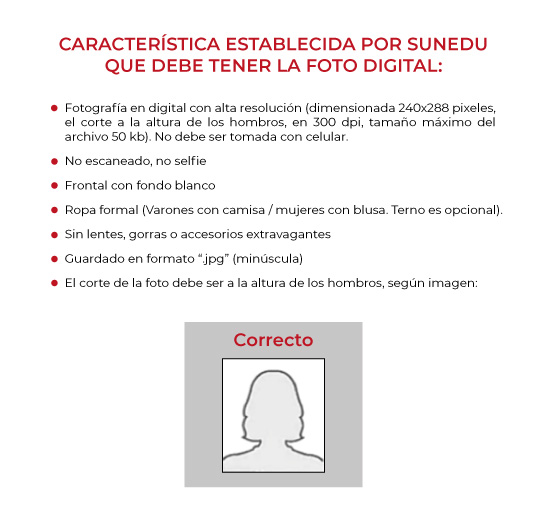 CARACTERÍSTICA ESTABLECIDA POR SUNEDU
QUE DEBE TENER LA FOTO DIGITAL:
• Fotografía en digital con alta resolución (dimensionada 240x288 pixeles,
el corte a la altura de los hombros, en 300 dpi, tamaño máximo del
archivo 50 kb). No debe ser tomada con celular.
• No escaneado, no selfie
• Frontal con fondo blanco
• Ropa formal (Varones con camisa / mujeres con blusa. Terno es opcional).
• Sin lentes, gorras o accesorios extravagantes
• Guardado en formato “.jpg” (minúscula)
• El corte de la foto debe ser a la altura de los hombros, según imagen:
Correcto